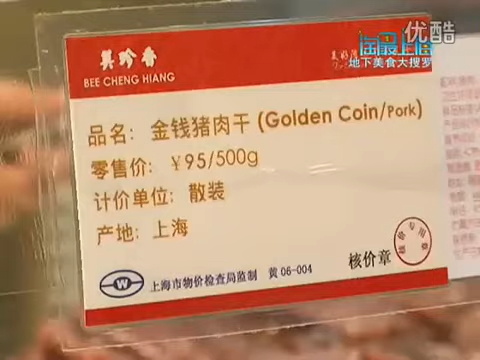 優酷
淘最上海
地下美食大搜罗
美珍香
BEE CHENG HIANG
品名: 金钱猪肉干 (Golden Coin/Pork)
零售价: ￥95/500g
计价单位: 散装
产地: 上海
核价章
上海市物价检查局监制 黄 06-004